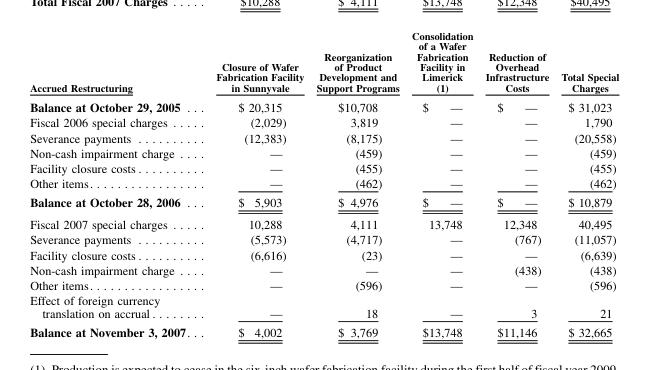 Total Fiscal 2007 Charges . . . . . $10,288 $ 4,111 $13,748 $12,348 $40,495
Accrued Restructuring Closure of Wafer Fabrication Facility in Sunnyvale Reorganization of Product Development and Support Programs Consolidation of a Wafer Fabrication Facility in Limerick (1) Reduction of Overhead Infrastructure Costs Total Special Charges
Balance at October 29, 2005 . . . $ 20,315 $10,708 $ — $ — $ 31,023
Fiscal 2006 special charges . . . . . (2,029) 3,819 — — 1,790
Severance payments . . . . . . . . . . (12,383) (8,175) — — (20,558)
Non-cash impairment charge . . . . — (459) — — (459)
Facility closure costs . . . . . . . . . . — (455) — — (455)
Other items . . . . . . . . . . . . . . . . — (462) — — (462)
Balance at October 28, 2006 . . . $ 5,903 $ 4,976 $ — $ — $ 10,879
Fiscal 2007 special charges . . . . . 10,288 4,111 13,748 12,348 40,495
Severance payments . . . . . . . . . . (5,573) (4,717) — (767) (11,057)
Facility closure costs . . . . . . . . . . (6,616) (23) — — (6,639)
Non-cash impairment charge . . . . — — — (438) (438)
Other items . . . . . . . . . . . . . . . . — (596) — — (596)
Effect of foreign currency
translation on accrual . . . . . . . . — 18 — 3 21
Balance at November 3, 2007 . . . $ 4,002 $ 3,769 $13,748 $11,146 $ 32,665
(1) Production is expected to cease in the six-inch wafer fabrication facility during the first half of fiscal year 2009